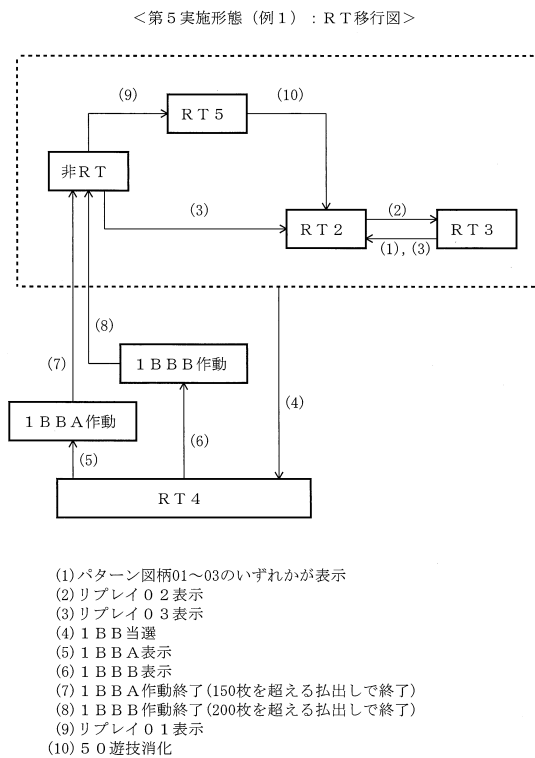 ＜第５実施形態（例１）：ＲＴ移行図＞
(9)
(10)
ＲＴ５
非ＲＴ
(3)
(2)
ＲＴ２
ＲＴ３
(1),(3)
(8)
(7)
１ＢＢＢ作動
(4)
１ＢＢＡ作動
(5)
(6)
ＲＴ４
(1)パターン図柄01～03のいずれかが表示
(2)リプレイ０２表示
(3)リプレイ０３表示
(4)１ＢＢ当選
(5)１ＢＢＡ表示
(6)１ＢＢＢ表示
(7)１ＢＢＡ作動終了(150枚を超える払出しで終了)
(8)１ＢＢＢ作動終了(200枚を超える払出しで終了)
(9)リプレイ０１表示
(10)５０遊技消化